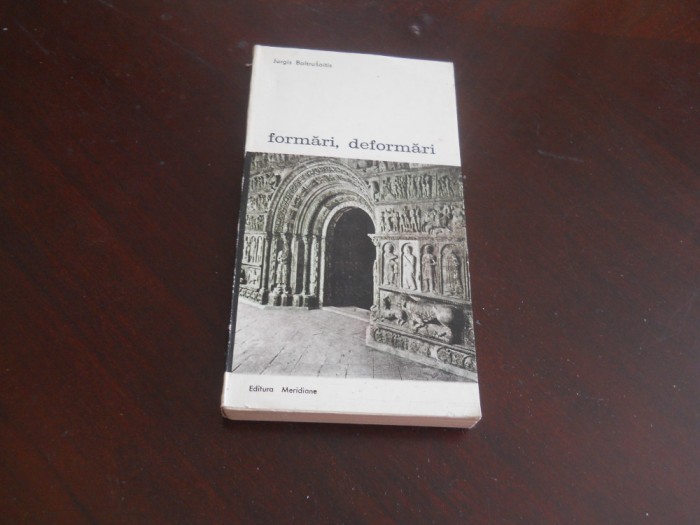 Jurgis Baltrušaitis
formări, deformări
Editura Meridiane